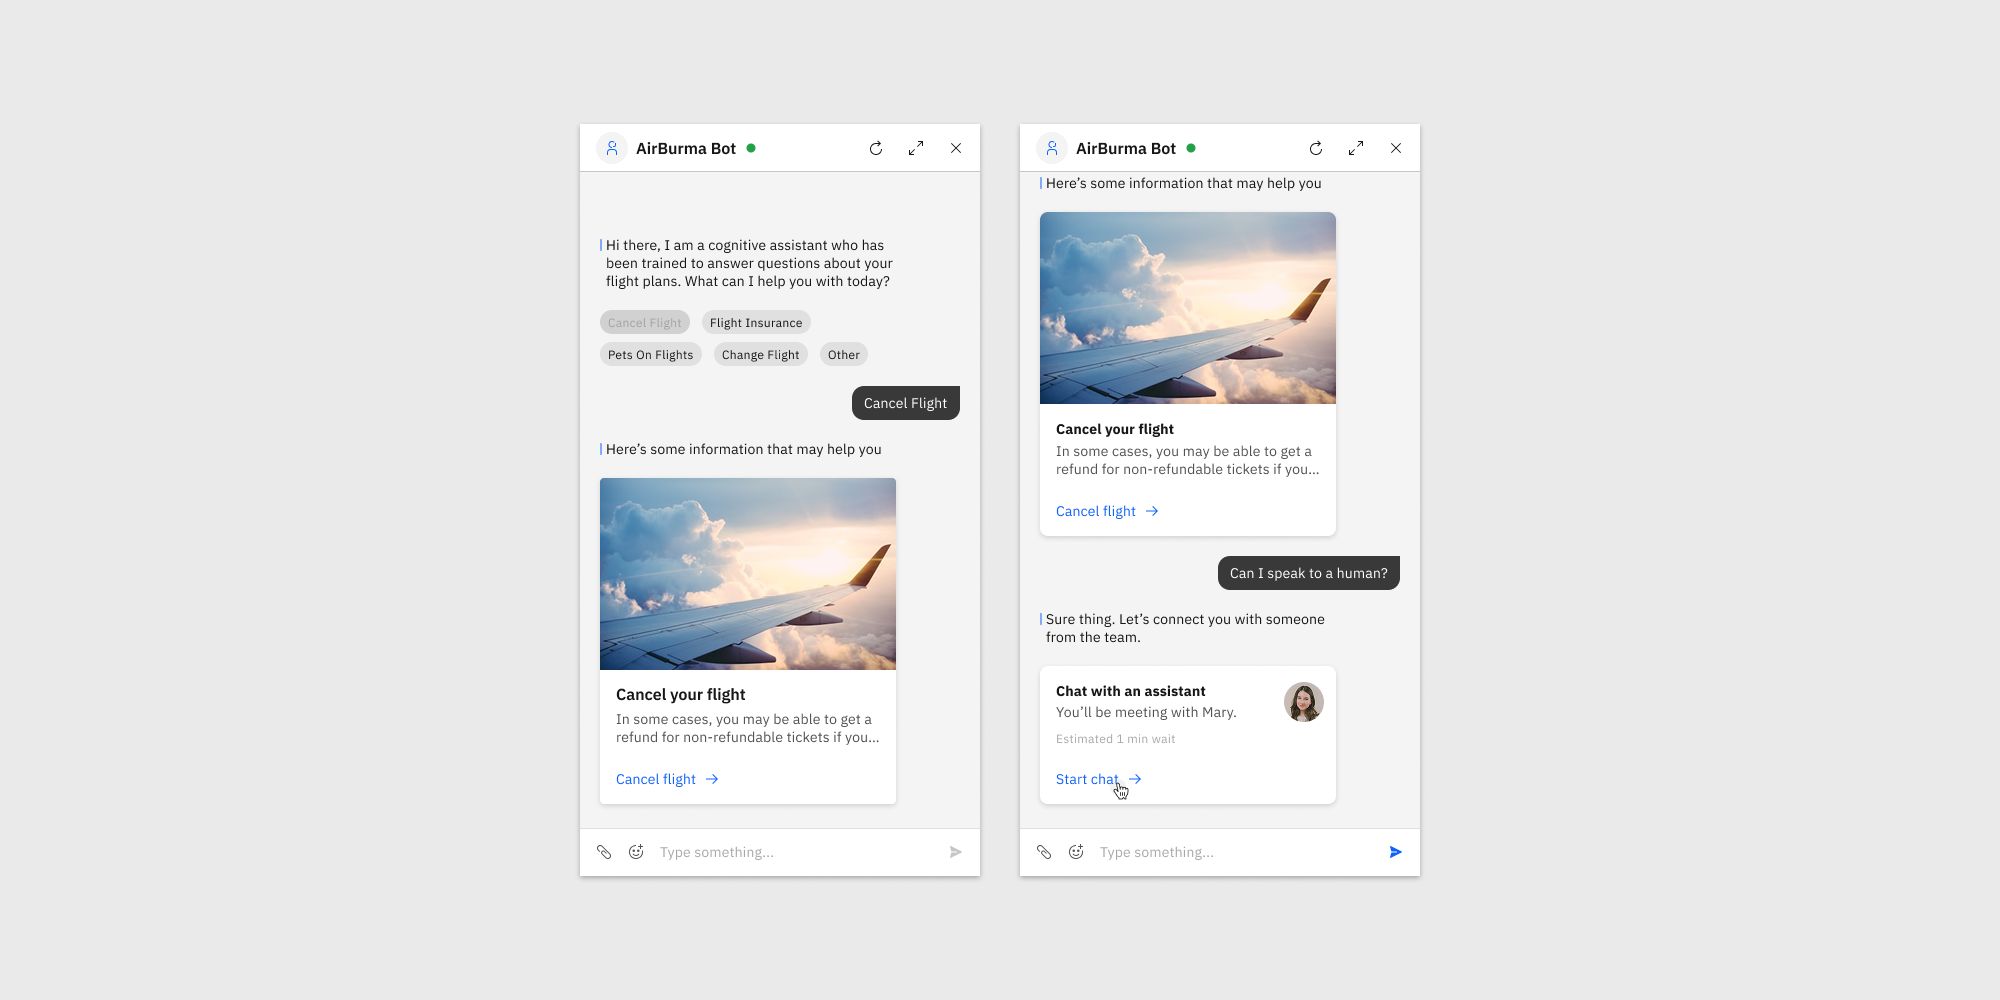 AirBurma Bot
Hi there, I am a cognitive assistant who has
been trained to answer questions about your
flight plans. What can I help you with today?
Cancel Flight
Flight Insurance
Pets On Flights
Change Flight
Other
Cancel Flight
Here’s some information that may help you
Cancel your flight
In some cases, you may be able to get a
refund for non-refundable tickets if you...
Cancel flight
Type something...
AirBurma Bot
Here’s some information that may help you
Cancel your flight
In some cases, you may be able to get a
refund for non-refundable tickets if you...
Cancel flight
Can I speak to a human?
Sure thing. Let’s connect you with someone
from the team.
Chat with an assistant
You’ll be meeting with Mary.
Estimated 1 min wait
Start chat
Type something...